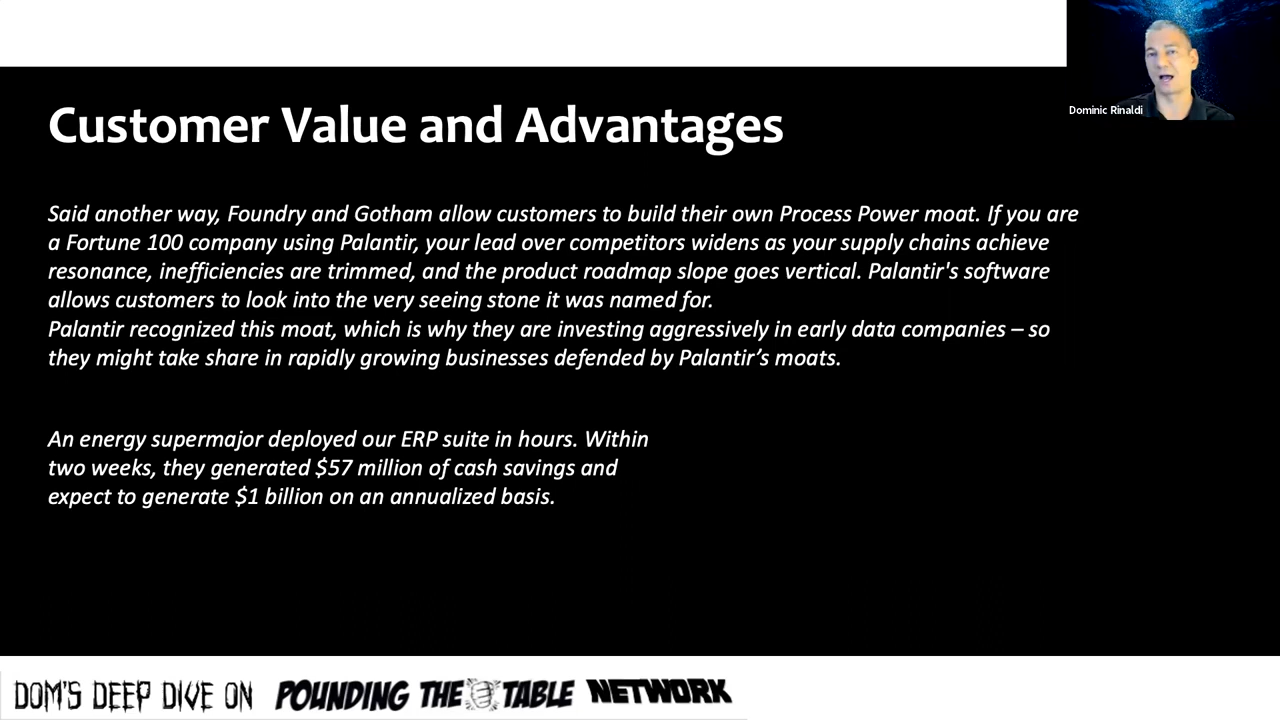 Dominic Rinaldi
Customer Value and Advantages
Said another way, Foundry and Gotham allow customers to build their own Process Power moat. If you are
a Fortune 100 company using Palantir, your lead over competitors widens as your supply chains achieve
resonance, inefficiencies are trimmed, and the product roadmap slope goes vertical. Palantir's software
allows customers to look into the very seeing stone it was named for.
Palantir recognized this moat, which is why they are investing aggressively in early data companies – so
they might take share in rapidly growing businesses defended by Palantir’s moats.
An energy supermajor deployed our ERP suite in hours. Within
two weeks, they generated $57 million of cash savings and
expect to generate $1 billion on an annualized basis.
DOM'S DEEP DIVE ON POUNDING THE TABLE NETWORK